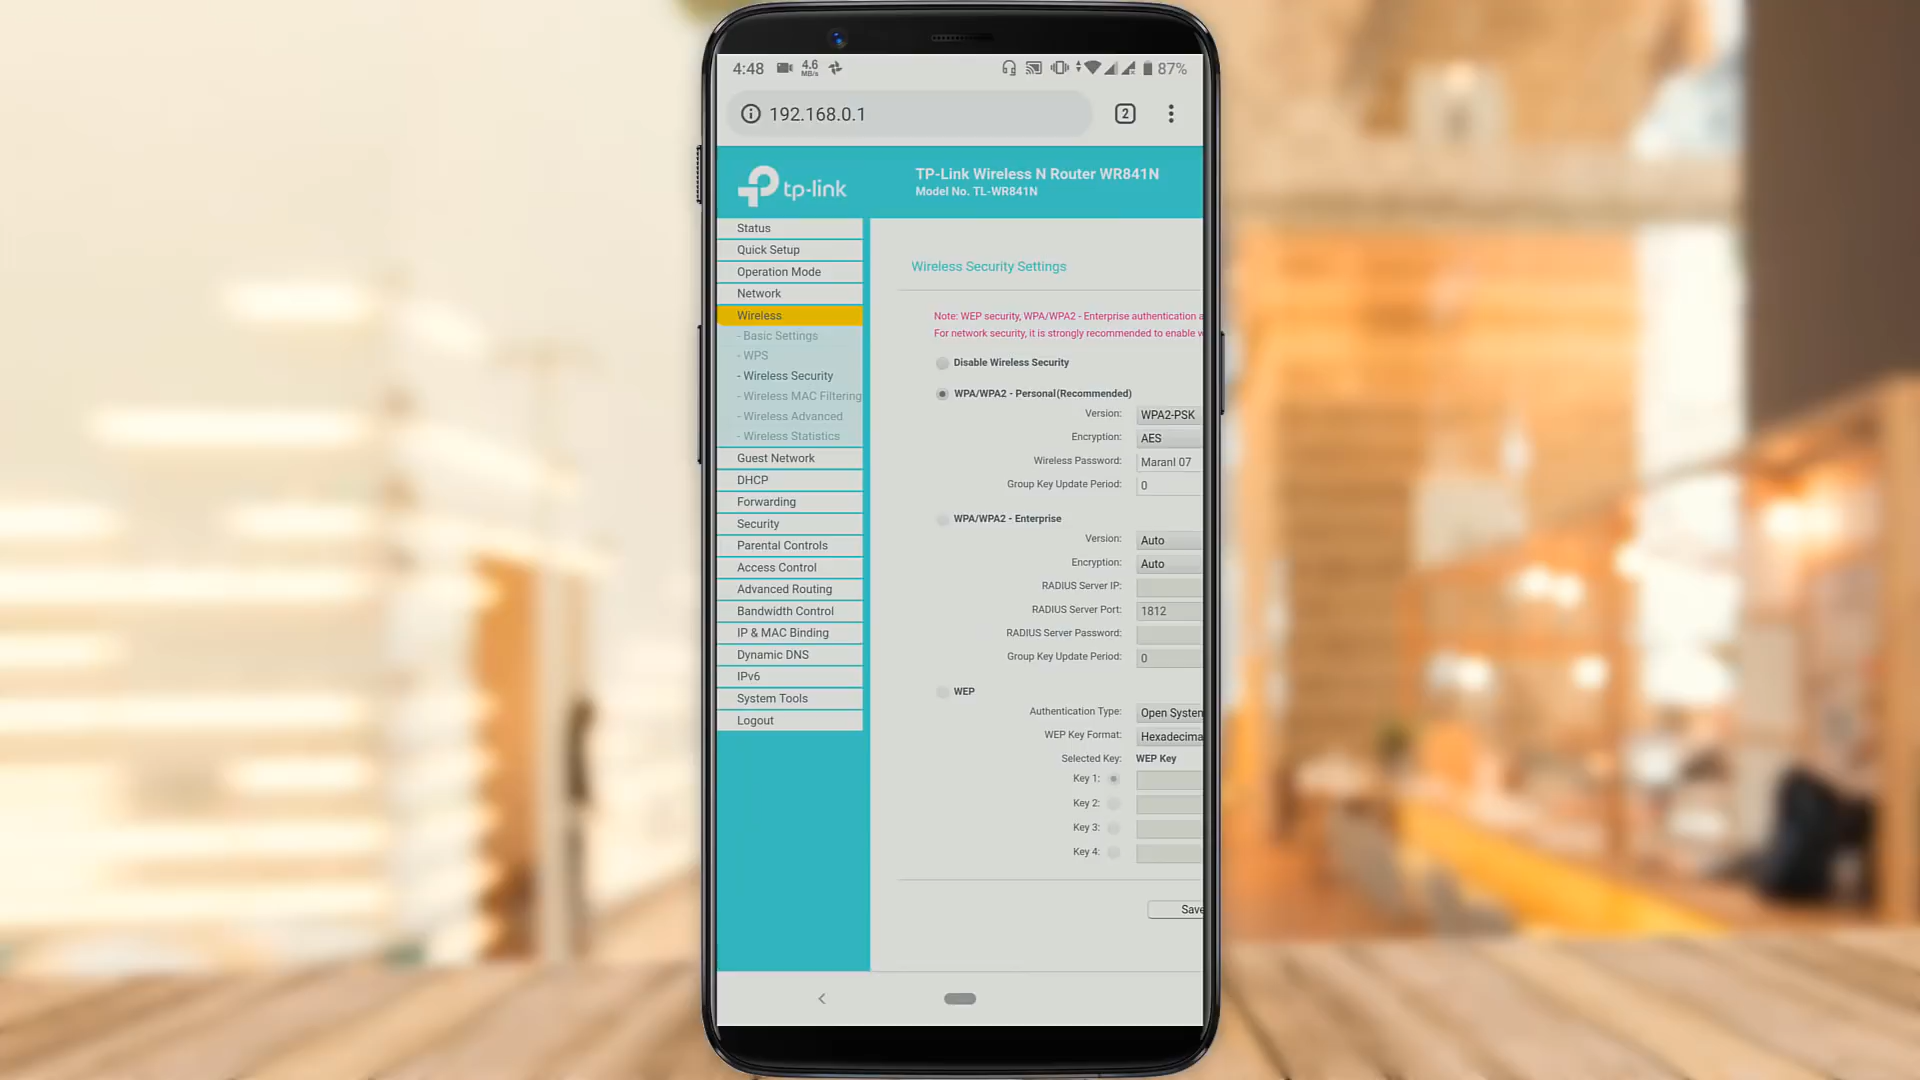 4:48 4.6 MB/s 87%
192.168.0.1 2
tp-link
TP-Link Wireless N Router WR841N
Model No. TL-WR841N
Status
Quick Setup
Operation Mode
Network
Wireless
- Basic Settings
- WPS
- Wireless Security
- Wireless MAC Filtering
- Wireless Advanced
- Wireless Statistics
Guest Network
DHCP
Forwarding
Security
Parental Controls
Access Control
Advanced Routing
Bandwidth Control
IP & MAC Binding
Dynamic DNS
IPv6
System Tools
Logout
Wireless Security Settings
Note: WEP security, WPA/WPA2 - Enterprise authentication a
For network security, it is strongly recommended to enable w
Disable Wireless Security
WPA/WPA2 - Personal(Recommended)
Version: WPA2-PSK
Encryption: AES
Wireless Password: Maranl 07
Group Key Update Period: 0
WPA/WPA2 - Enterprise
Version: Auto
Encryption: Auto
RADIUS Server IP:
RADIUS Server Port: 1812
RADIUS Server Password:
Group Key Update Period: 0
WEP
Authentication Type: Open System
WEP Key Format: Hexadecima
Selected Key: WEP Key
Key 1:
Key 2:
Key 3:
Key 4:
Save